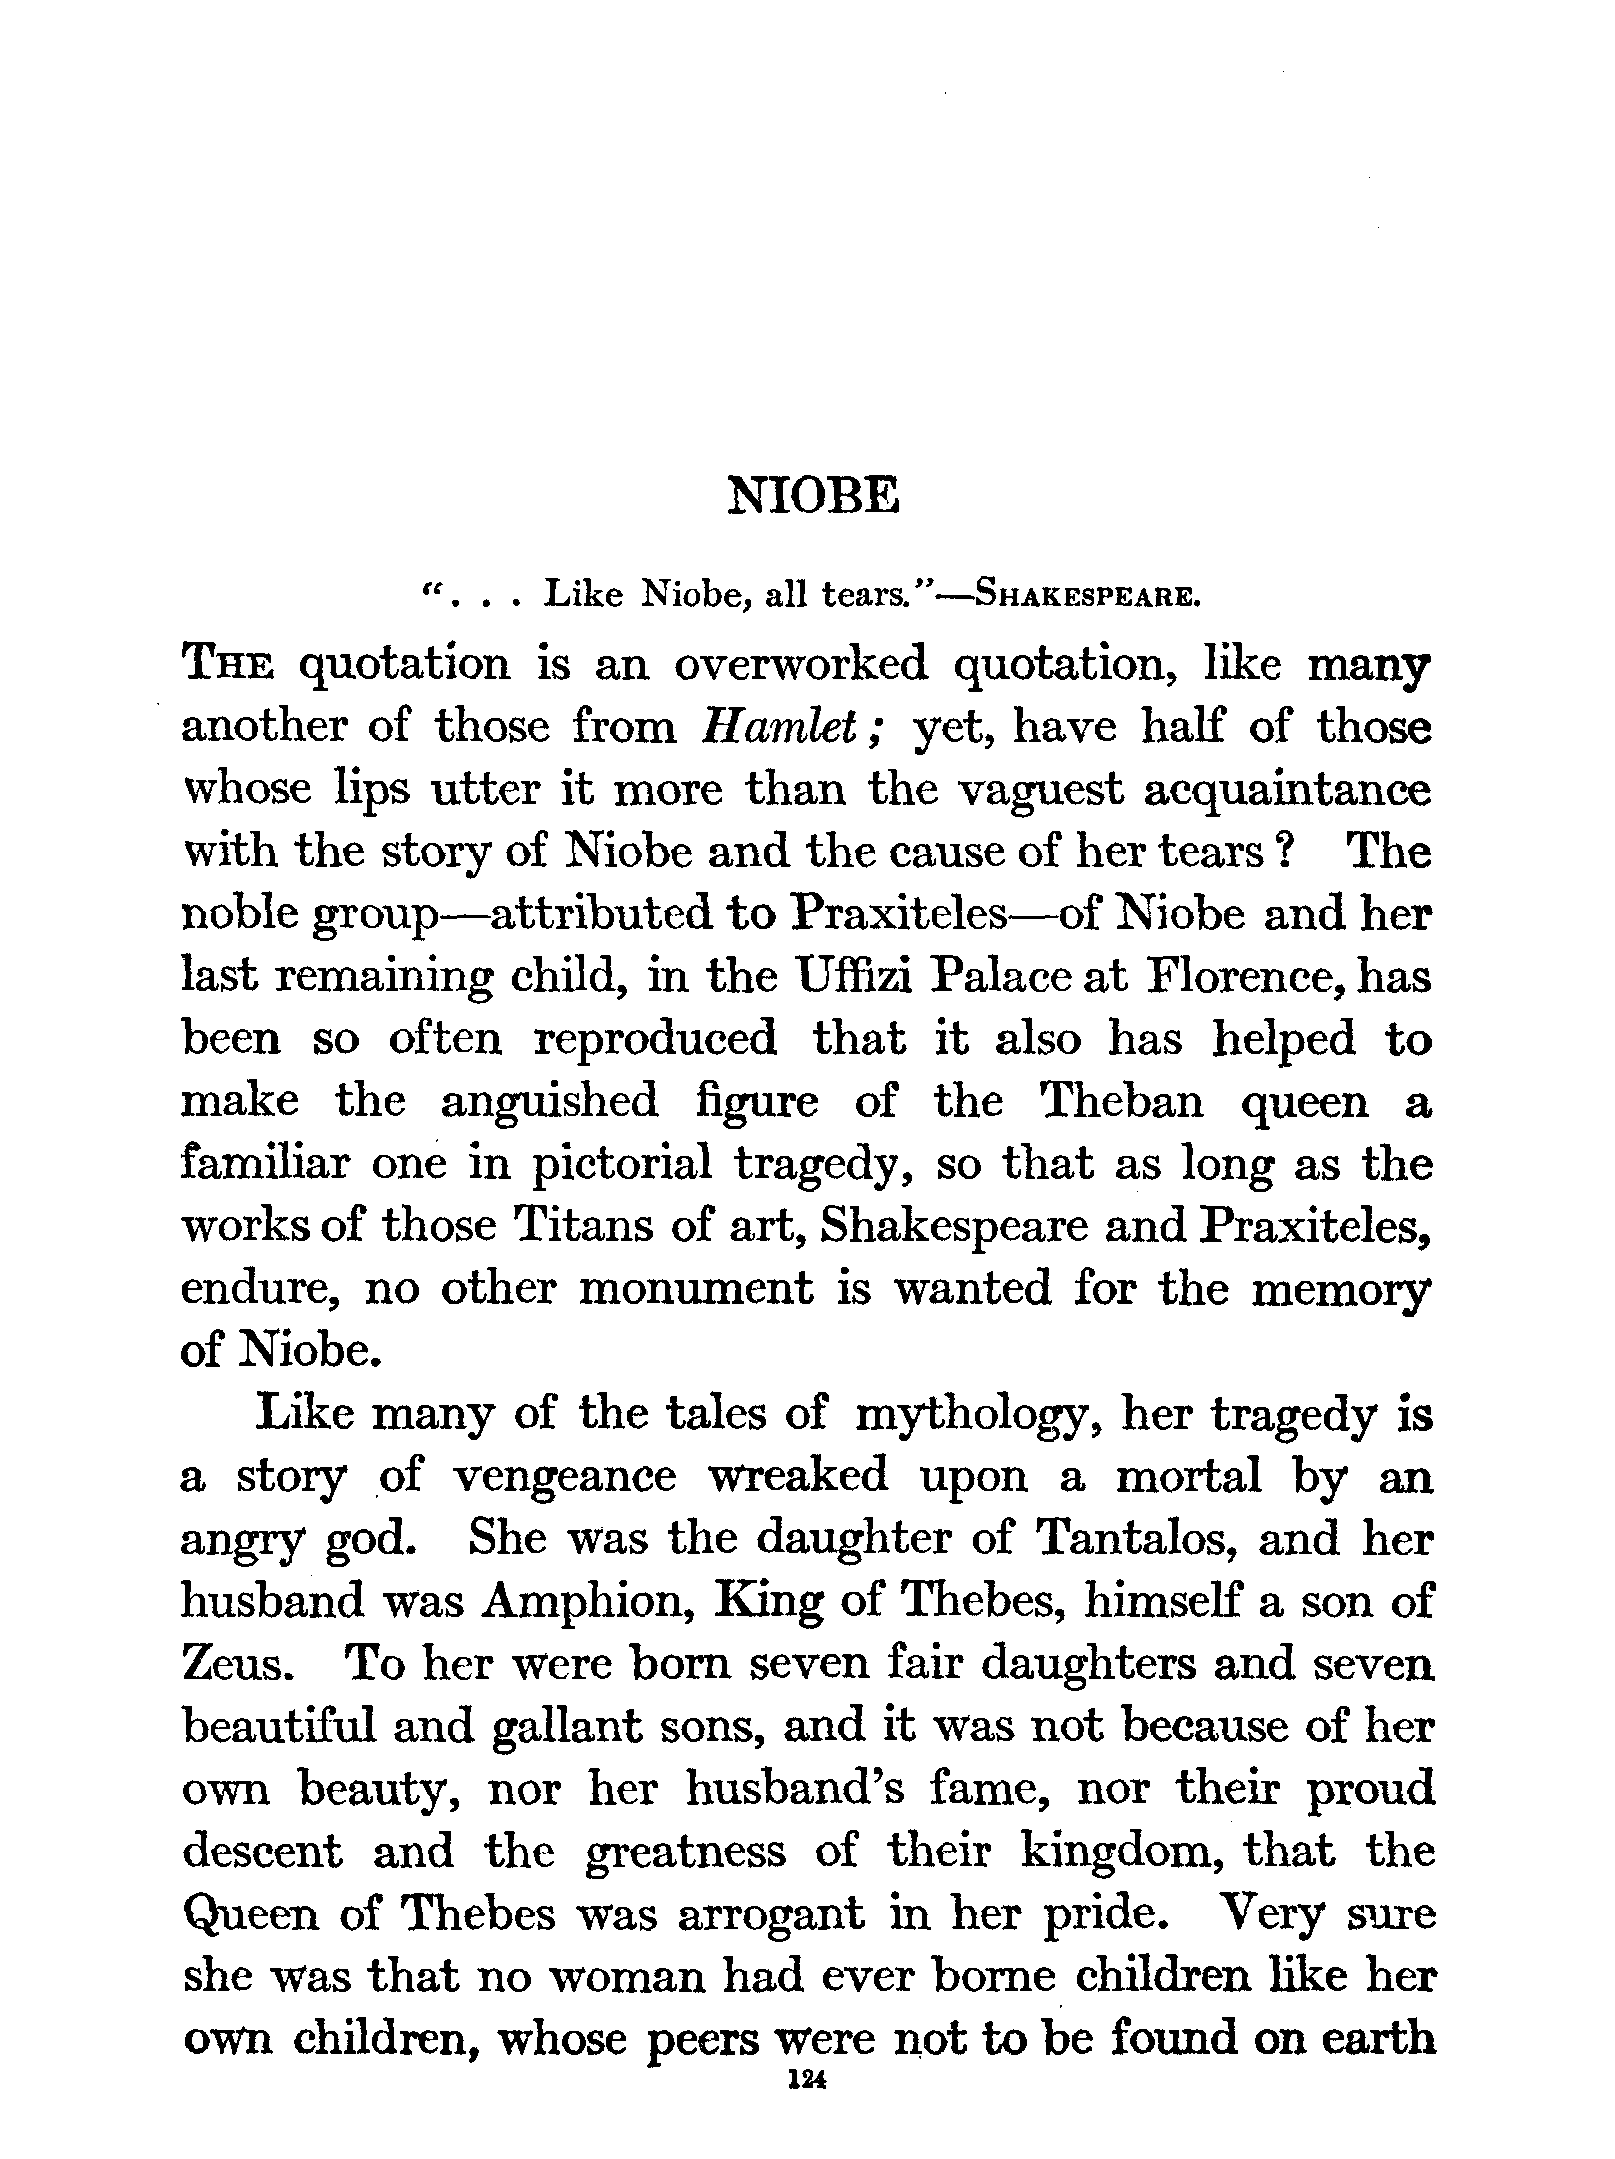 NIOBE
“. . . Like Niobe, all tears.”—SHAKESPEARE.
THE quotation is an overworked quotation, like many
another of those from Hamlet; yet, have half of those
whose lips utter it more than the vaguest acquaintance
with the story of Niobe and the cause of her tears? The
noble group—attributed to Praxiteles—of Niobe and her
last remaining child, in the Uffizi Palace at Florence, has
been so often reproduced that it also has helped to
make the anguished figure of the Theban queen a
familiar one in pictorial tragedy, so that as long as the
works of those Titans of art, Shakespeare and Praxiteles,
endure, no other monument is wanted for the memory
of Niobe.
Like many of the tales of mythology, her tragedy is
a story of vengeance wreaked upon a mortal by an
angry god. She was the daughter of Tantalos, and her
husband was Amphion, King of Thebes, himself a son of
Zeus. To her were born seven fair daughters and seven
beautiful and gallant sons, and it was not because of her
own beauty, nor her husband’s fame, nor their proud
descent and the greatness of their kingdom, that the
Queen of Thebes was arrogant in her pride. Very sure
she was that no woman had ever borne children like her
own children, whose peers were not to be found on earth
124